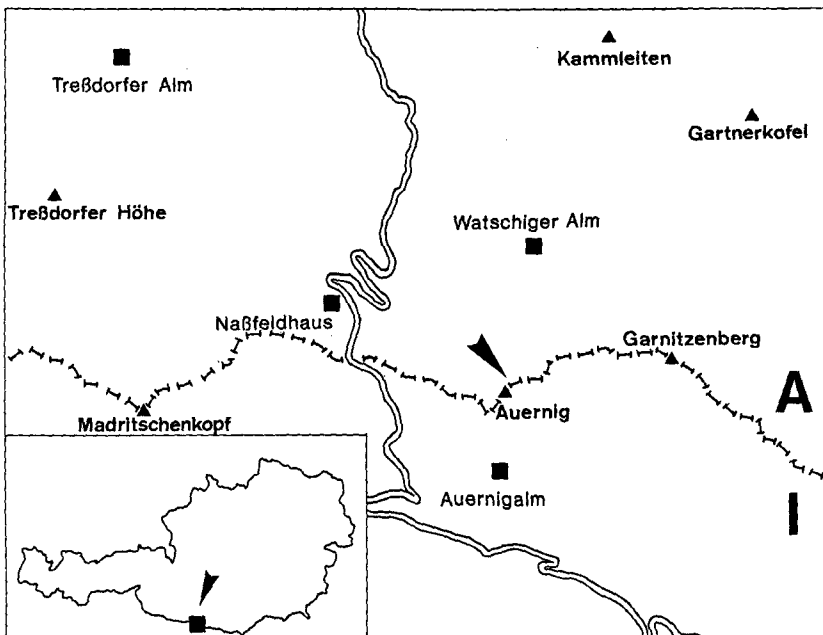 Kammleiten
Treßdorfer Alm
Gartnerkofel
Treßdorfer Höhe
Watschiger Alm
Naßfeldhaus
Garnitzenberg
A
Auernig
Madritschenkopf
Auernigalm
I